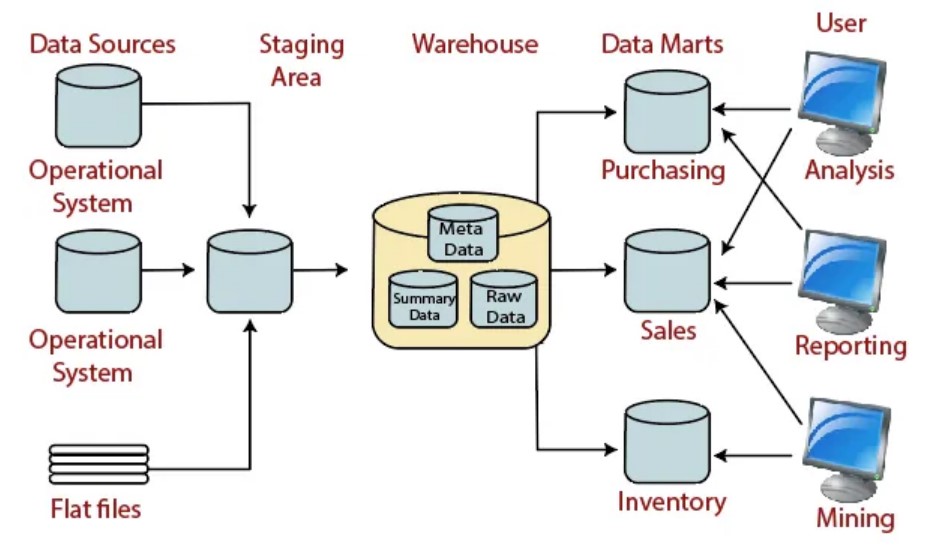 Data Sources
Staging
Area
Warehouse
Data Marts
User
Operational
System
Operational
System
Flat files
Meta
Data
Summary
Data
Raw
Data
Purchasing
Sales
Inventory
Analysis
Reporting
Mining